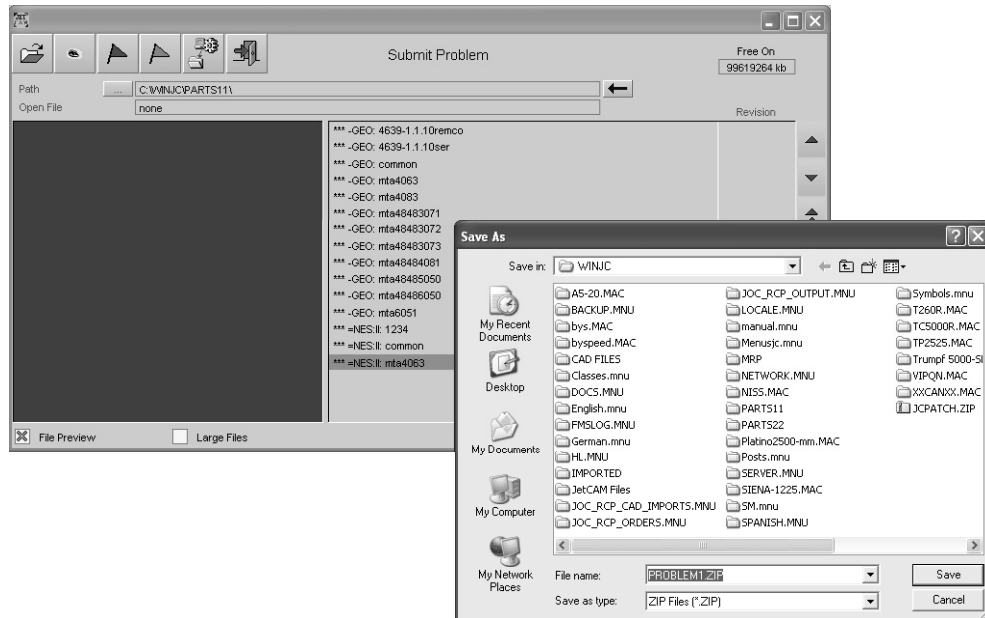 Submit Problem
Free On
99619264 kb
Path
...
C:\WINJC\PARTS11\
Open File
none
Revision
*** -GEO: 4639-1.1.10remco
*** -GEO: 4639-1.1.10ser
*** -GEO: common
*** -GEO: mta4063
*** -GEO: mta4083
*** -GEO: mta48483071
*** -GEO: mta48483072
*** -GEO: mta48483073
*** -GEO: mta48484081
*** -GEO: mta48485050
*** -GEO: mta48486050
*** -GEO: mta6051
*** =NES:II: 1234
*** =NES:II: common
*** =NES:II: mta4063
File Preview
Large Files
Save As
Save in:
WINJC
My Recent
Documents
Desktop
My Documents
My Computer
My Network
Places
A5-20.MAC
BACKUP.MNU
bys.MAC
byspeed.MAC
CAD FILES
Classes.mnu
DOCS.MNU
English.mnu
FMSLOG.MNU
German.mnu
HL.MNU
IMPORTED
JetCAM Files
JOC_RCP_CAD_IMPORTS.MNU
JOC_RCP_ORDERS.MNU
JOC_RCP_OUTPUT.MNU
LOCALE.MNU
manual.mnu
Menusjc.mnu
MRP
NETWORK.MNU
NISS.MAC
PARTS11
PARTS22
Platino2500-mm.MAC
Posts.mnu
SERVER.MNU
SIENA-1225.MAC
SM.mnu
SPANISH.MNU
Symbols.mnu
T260R.MAC
TC5000R.MAC
TP2525.MAC
Trumpf 5000-SI
VIPQN.MAC
XXCANXX.MAC
JCPATCH.ZIP
File name:
PROBLEM1.ZIP
Save
Save as type:
ZIP Files (*.ZIP)
Cancel